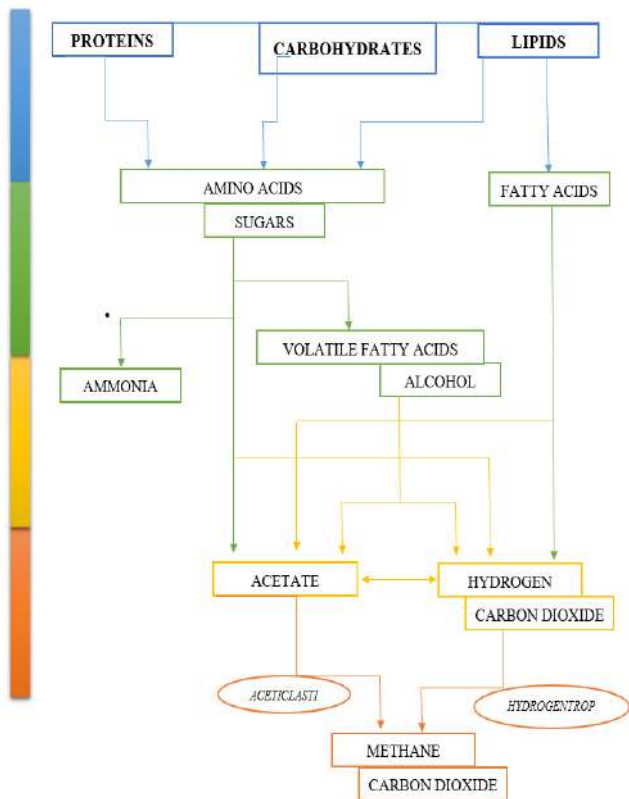 PROTEINS
CARBOHYDRATES
LIPIDS
AMINO ACIDS
FATTY ACIDS
SUGARS
VOLATILE FATTY ACIDS
AMMONIA
ALCOHOL
ACETATE
HYDROGEN
CARBON DIOXIDE
ACETICLASTI
HYDROGENTROP
METHANE
CARBON DIOXIDE